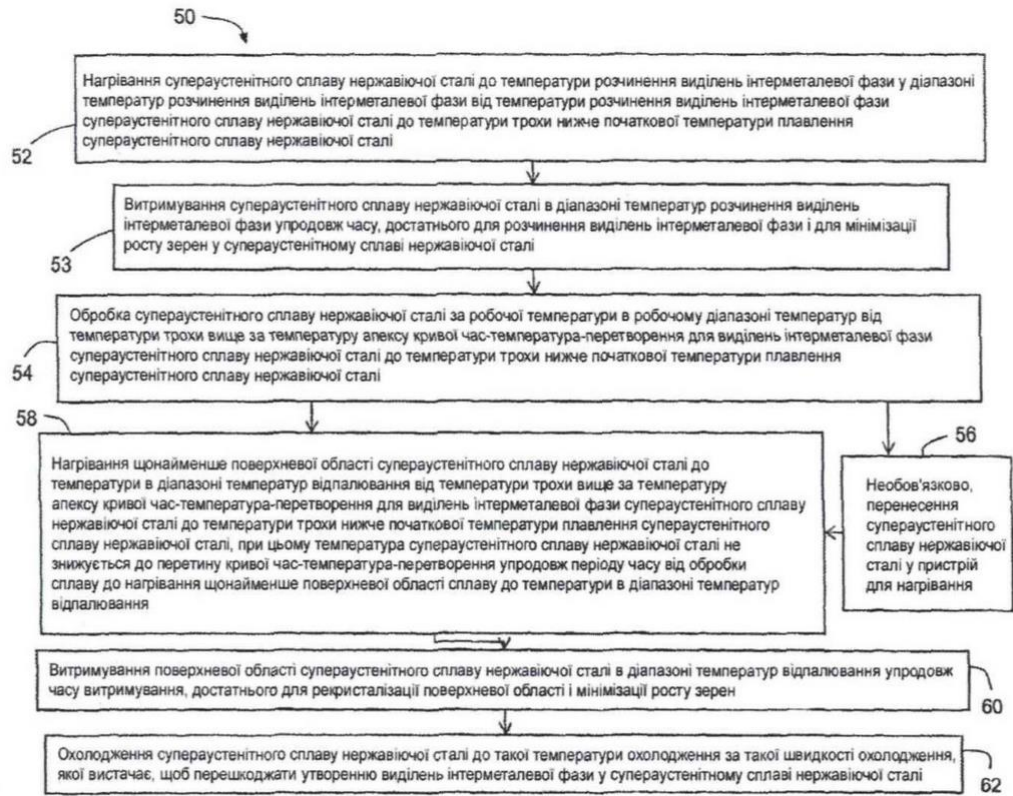 50
Нагрівання супераустенітного сплаву нержавіючої сталі до температури розчинення виділень інтерметалевої фази у діапазоні
температур розчинення виділень інтерметалевої фази від температури розчинення виділень інтерметалевої фази
супераустенітного сплаву нержавіючої сталі до температури трохи нижче початкової температури плавлення
супераустенітного сплаву нержавіючої сталі
52
Витримування супераустенітного сплаву нержавіючої сталі в діапазоні температур розчинення виділень
інтерметалевої фази упродовж часу, достатнього для розчинення виділень інтерметалевої фази і для мінімізації
росту зерен у супераустенітному сплаві нержавіючої сталі
53
Обробка супераустенітного сплаву нержавіючої сталі за робочої температури в робочому діапазоні температур від
температури трохи вище за температуру апексу кривої час-температура-перетворення для виділень інтерметалевої фази
супераустенітного сплаву нержавіючої сталі до температури трохи нижче початкової температури плавлення
супераустенітного сплаву нержавіючої сталі
54
58
Нагрівання щонайменше поверхневої області супераустенітного сплаву нержавіючої сталі до
температури в діапазоні температур відпалювання від температури трохи вище за температуру
апексу кривої час-температура-перетворення для виділень інтерметалевої фази супераустенітного сплаву
нержавіючої сталі до температури трохи нижче початкової температури плавлення супераустенітного
сплаву нержавіючої сталі, при цьому температура супераустенітного сплаву нержавіючої сталі не
знижується до перетину кривої час-температура-перетворення упродовж періоду часу від обробки
сплаву до нагрівання щонайменше поверхневої області сплаву до температури в діапазоні температур
відпалювання
56
Необов'язково,
перенесення
супераустенітного
сплаву нержавіючої
сталі у пристрій
для нагрівання
Витримування поверхневої області супераустенітного сплаву нержавіючої сталі в діапазоні температур відпалювання упродовж
часу витримування, достатнього для рекристалізації поверхневої області і мінімізації росту зерен
60
Охолодження супераустенітного сплаву нержавіючої сталі до такої температури охолодження за такої швидкості охолодження,
якої вистачає, щоб перешкоджати утворенню виділень інтерметалевої фази у супераустенітному сплаві нержавіючої сталі
62